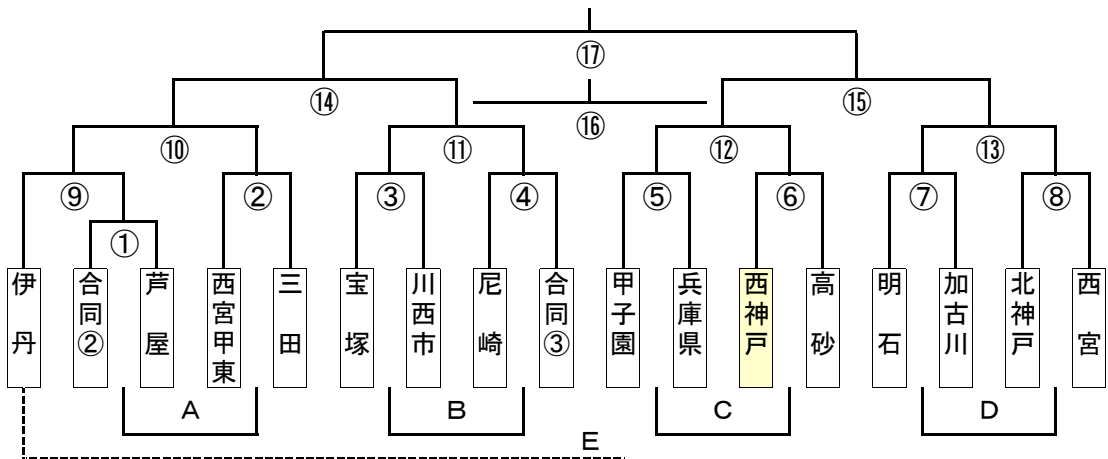 ⑰
⑭
⑮
⑯
⑩
⑪
⑫
⑬
⑨
②
③
④
⑤
⑥
⑦
⑧
①
伊丹
合同②
芦屋
西宮甲東
三田
宝塚
川西市
尼崎
合同③
甲子園
兵庫県
西神戸
高砂
明石
加古川
北神戸
西宮
A
B
C
D
E